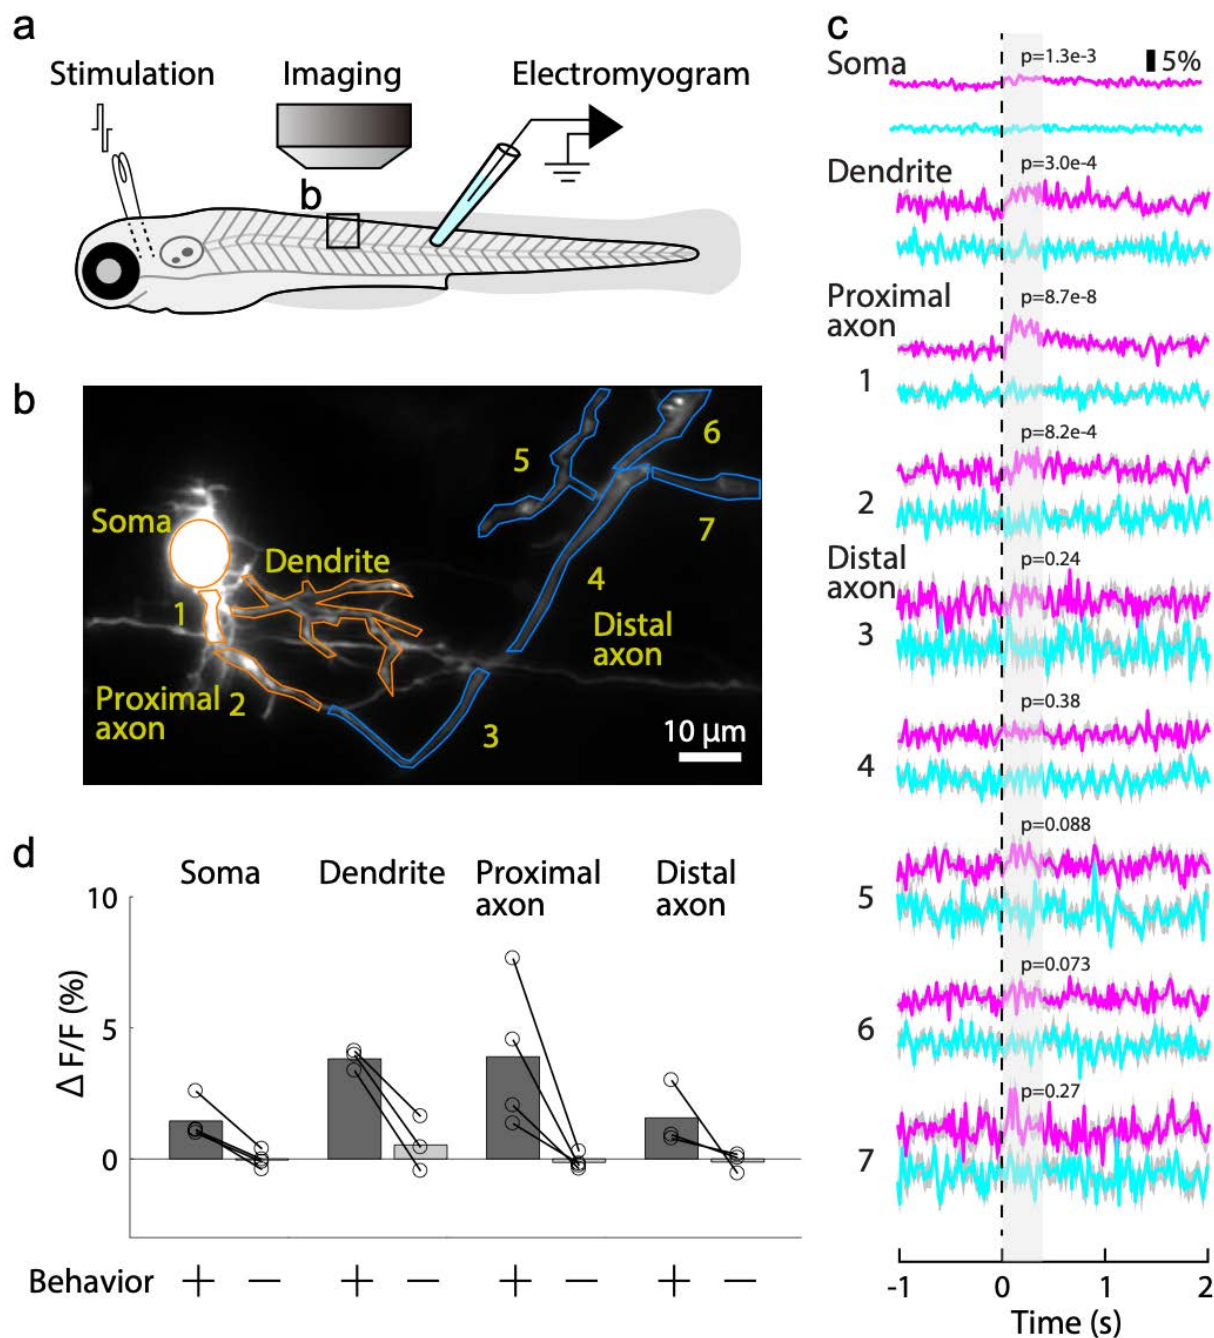 a
Stimulation
Imaging
Electromyogram
b
b
Soma
Dendrite
1
Proximal 2
axon
3
4
Distal
axon
5
6
7
10 μm
c
Soma
p=1.3e-3
5%
Dendrite
p=3.0e-4
Proximal
axon
p=8.7e-8
1
p=8.2e-4
2
Distal
axon
p=0.24
3
p=0.38
4
p=0.088
5
p=0.073
6
p=0.27
7
-1 0 1 2
Time (s)
d
Soma Dendrite Proximal axon Distal axon
10
5
0
Δ F/F (%)
Behavior + − + − + − + −